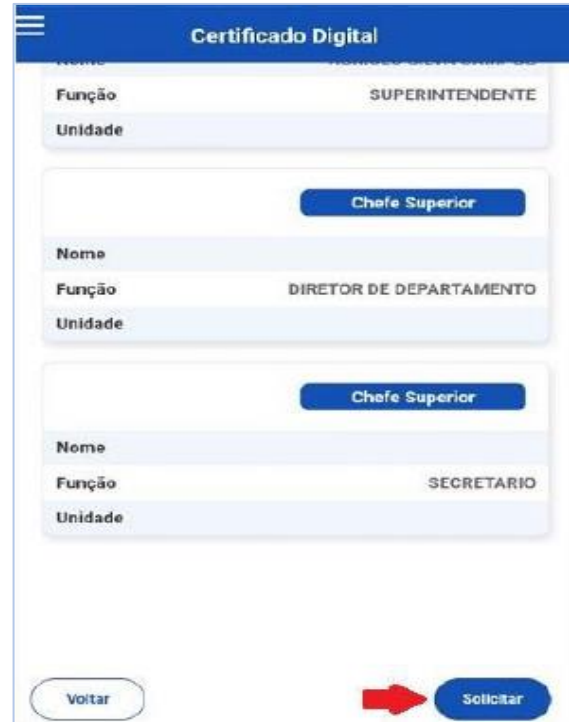 Certificado Digital
Função SUPERINTENDENTE
Unidade
Chefe Superior
Nome
Função DIRETOR DE DEPARTAMENTO
Unidade
Chefe Superior
Nome
Função SECRETARIO
Unidade
Voltar Solicitar